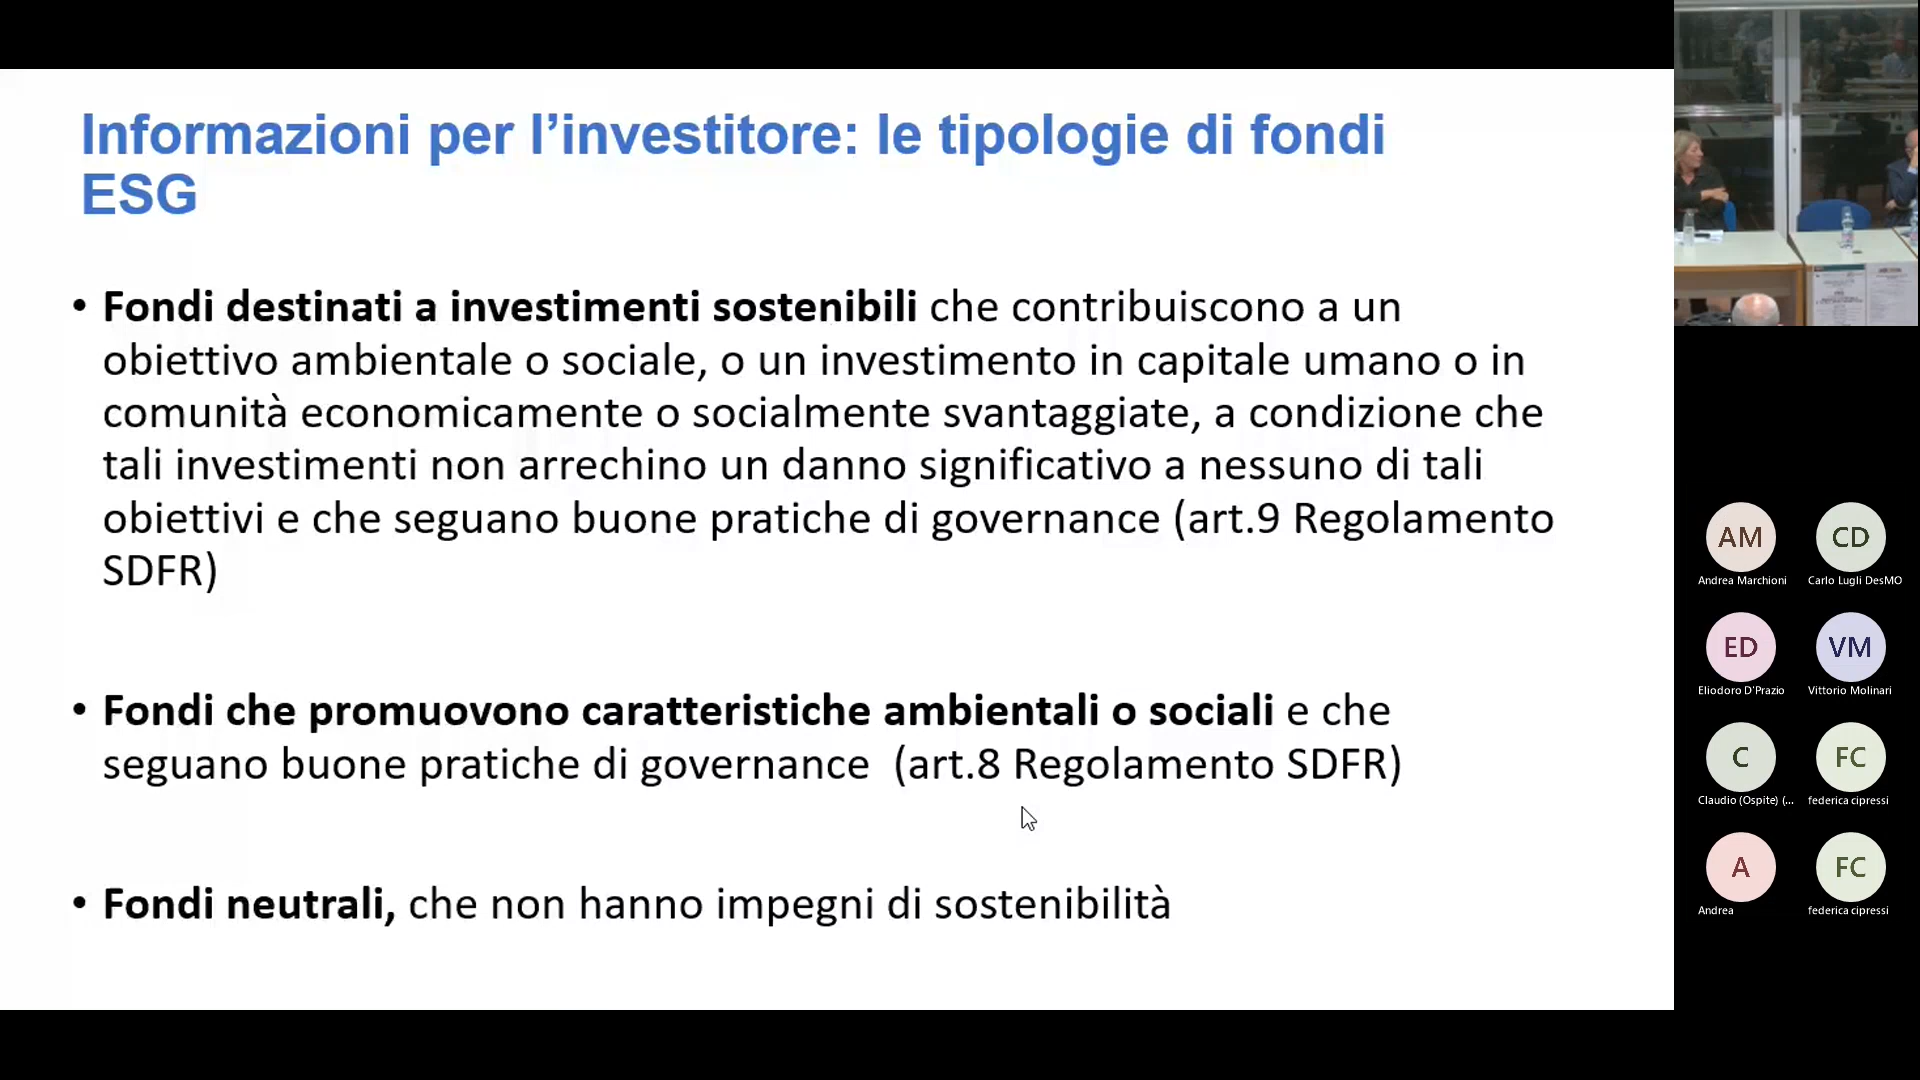 Informazioni per l’investitore: le tipologie di fondi
ESG
• Fondi destinati a investimenti sostenibili che contribuiscono a un
obiettivo ambientale o sociale, o un investimento in capitale umano o in
comunità economicamente o socialmente svantaggiate, a condizione che
tali investimenti non arrechino un danno significativo a nessuno di tali
obiettivi e che seguano buone pratiche di governance (art.9 Regolamento
SDFR)
• Fondi che promuovono caratteristiche ambientali o sociali e che
seguano buone pratiche di governance  (art.8 Regolamento SDFR)
• Fondi neutrali, che non hanno impegni di sostenibilità
AM
Andrea Marchioni
CD
Carlo Lugli DesMO
ED
Eliodoro D'Prazio
VM
Vittorio Molinari
C
Claudio (Ospite) (...
FC
federica cipressi
A
Andrea
FC
federica cipressi